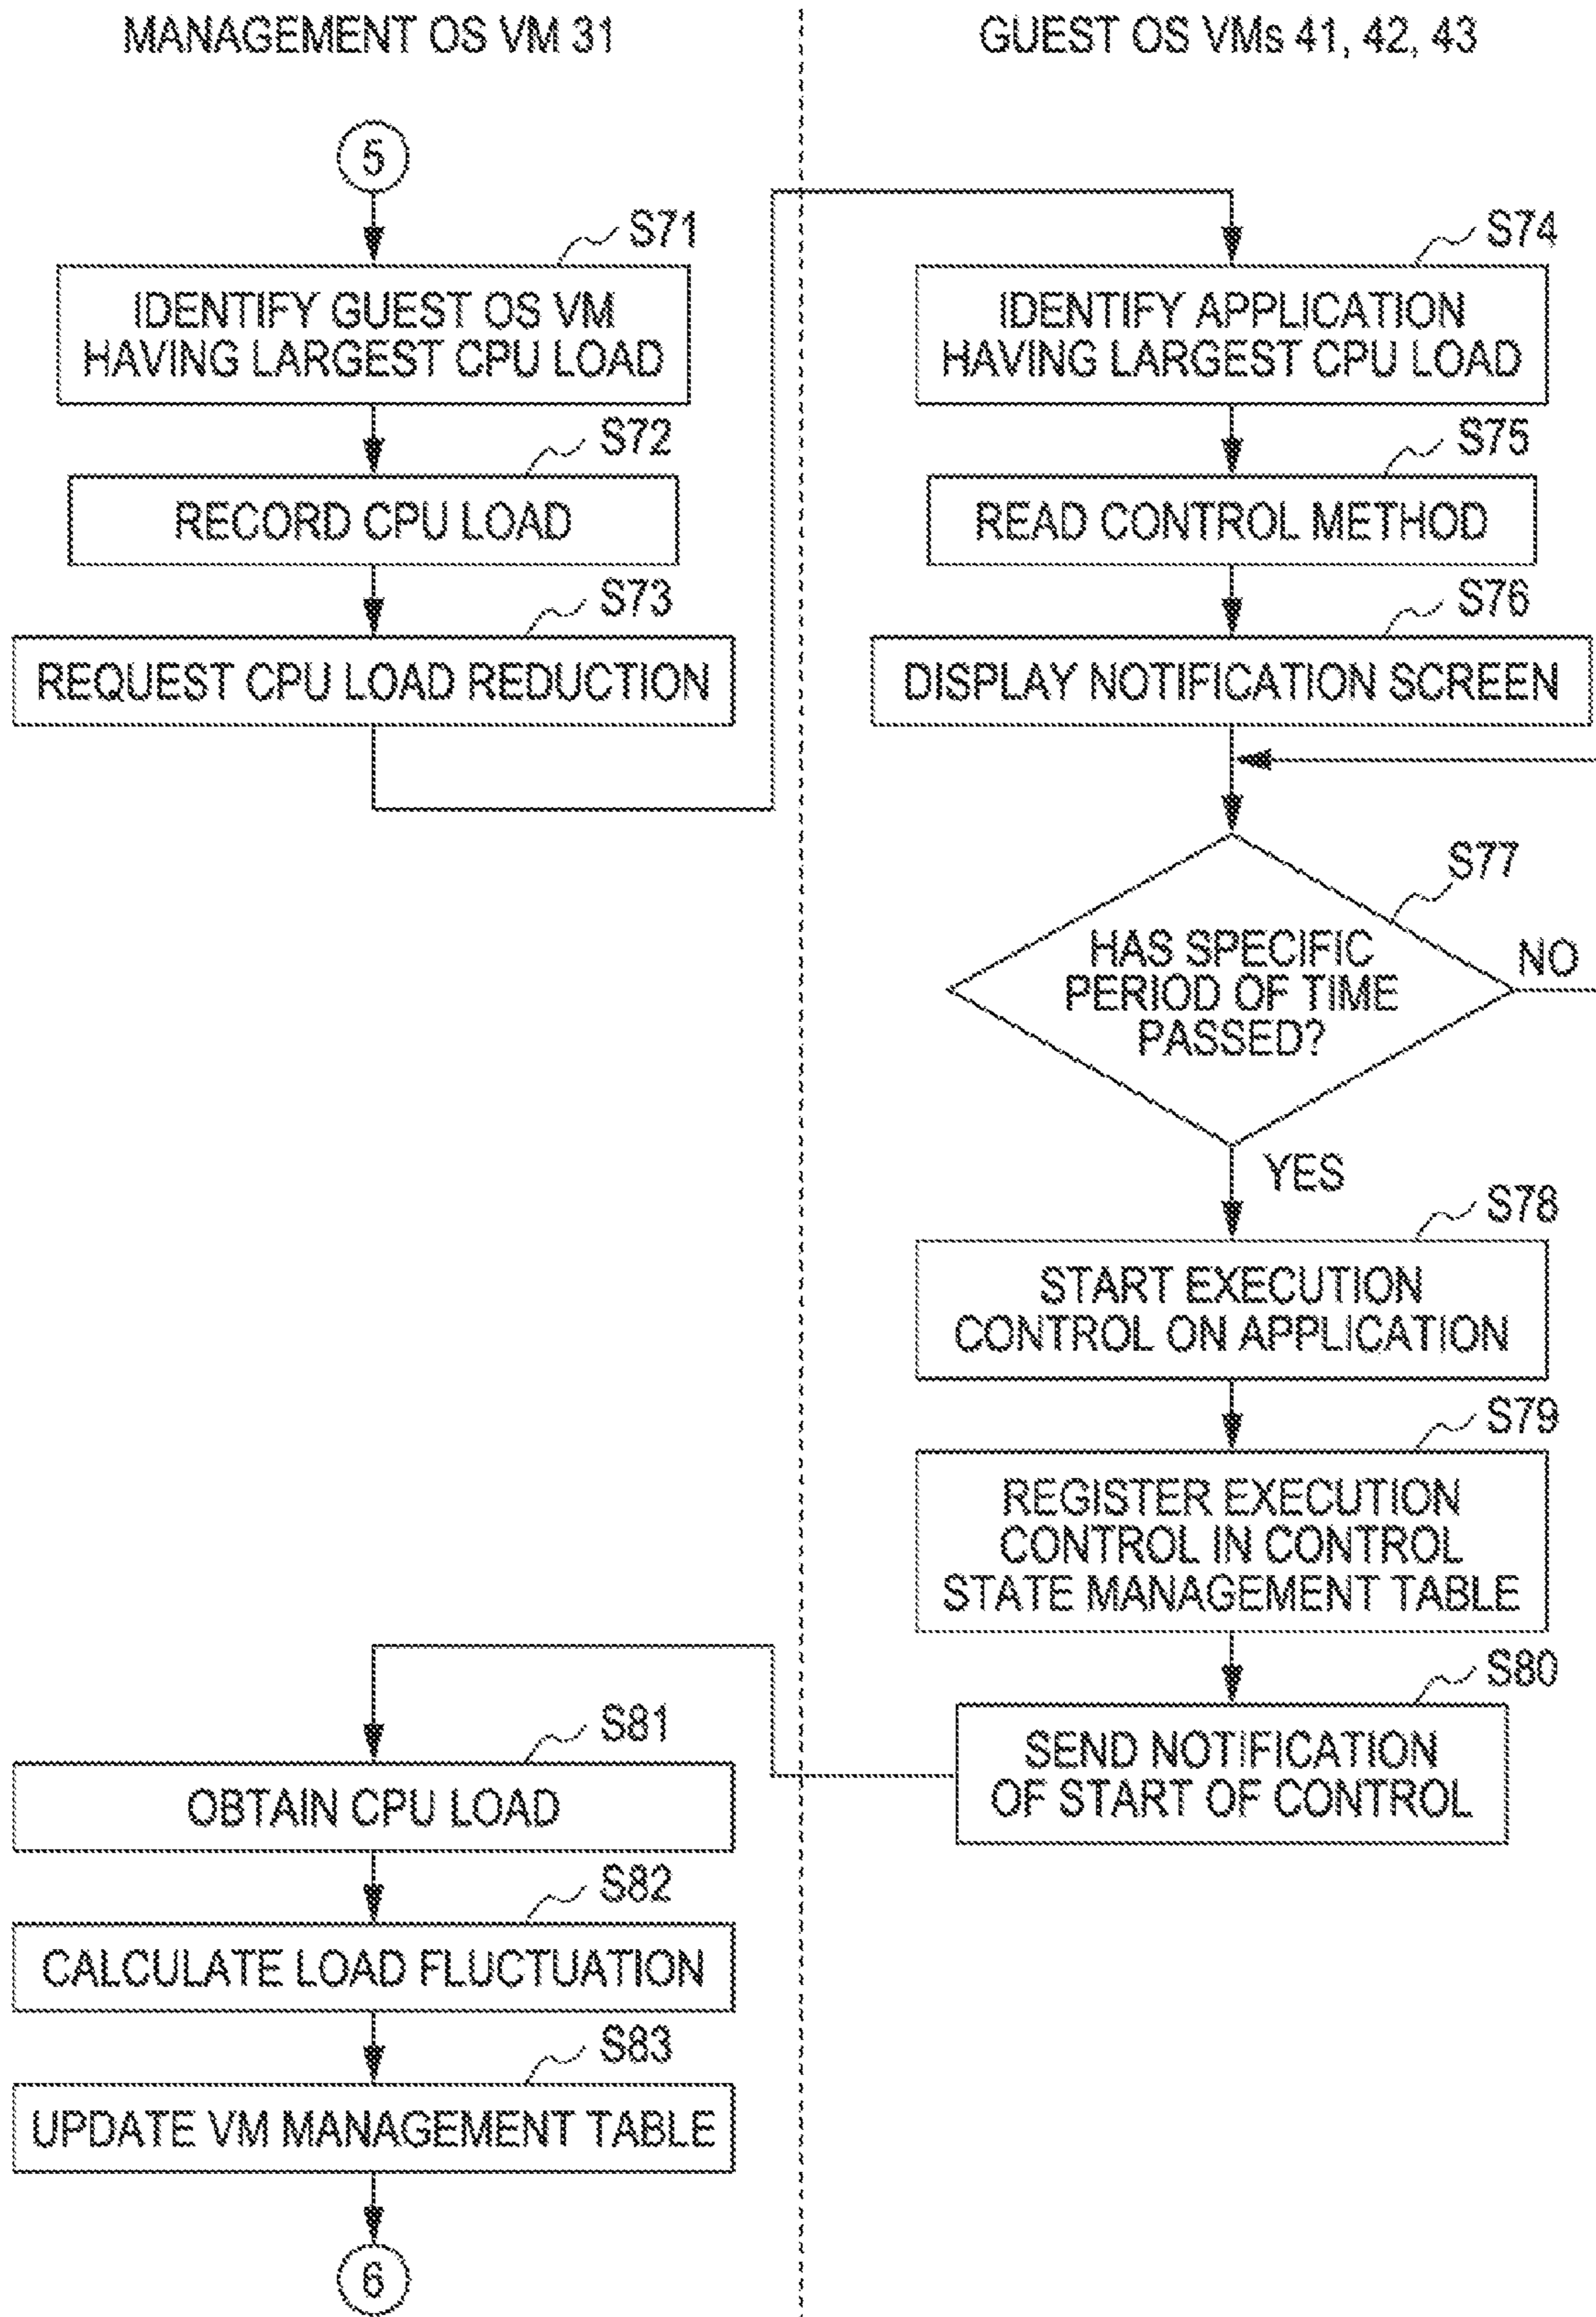 MANAGEMENT OS VM 31
GUEST OS VMs 41, 42, 43
5
S71
IDENTIFY GUEST OS VM
HAVING LARGEST CPU LOAD
S72
RECORD CPU LOAD
S73
REQUEST CPU LOAD REDUCTION
S74
IDENTIFY APPLICATION
HAVING LARGEST CPU LOAD
S75
READ CONTROL METHOD
S76
DISPLAY NOTIFICATION SCREEN
S77
HAS SPECIFIC
PERIOD OF TIME
PASSED?
NO
YES
S78
START EXECUTION
CONTROL ON APPLICATION
S79
REGISTER EXECUTION
CONTROL IN CONTROL
STATE MANAGEMENT TABLE
S80
SEND NOTIFICATION
OF START OF CONTROL
S81
OBTAIN CPU LOAD
S82
CALCULATE LOAD FLUCTUATION
S83
UPDATE VM MANAGEMENT TABLE
6